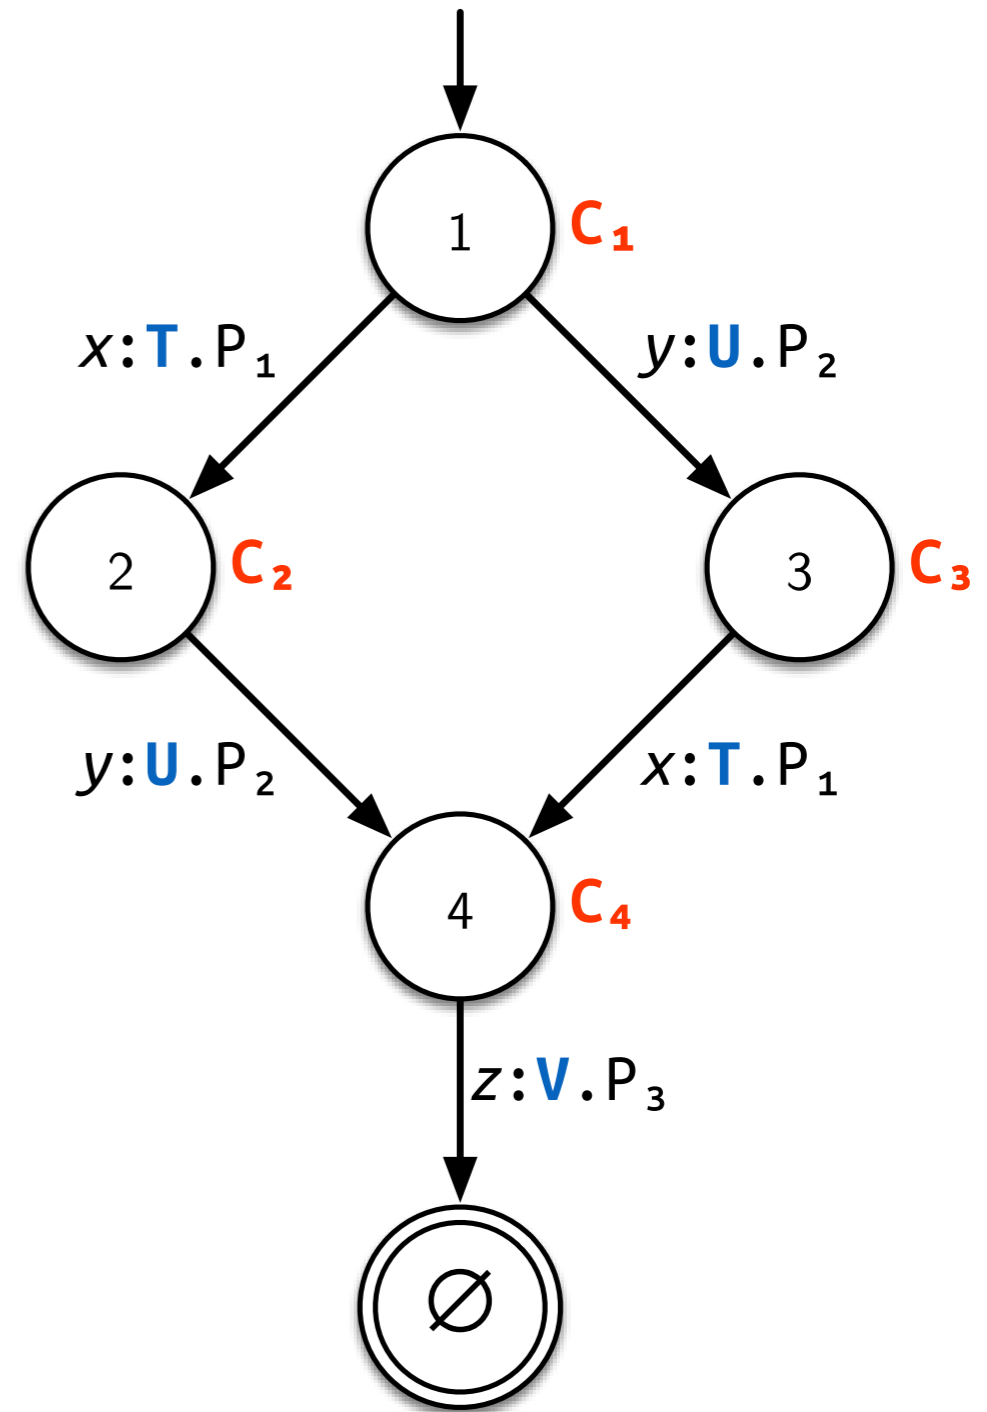 1 C₁
x:T.P₁ y:U.P₂
2 C₂ 3 C₃
y:U.P₂ x:T.P₁
4 C₄
z:V.P₃
∅